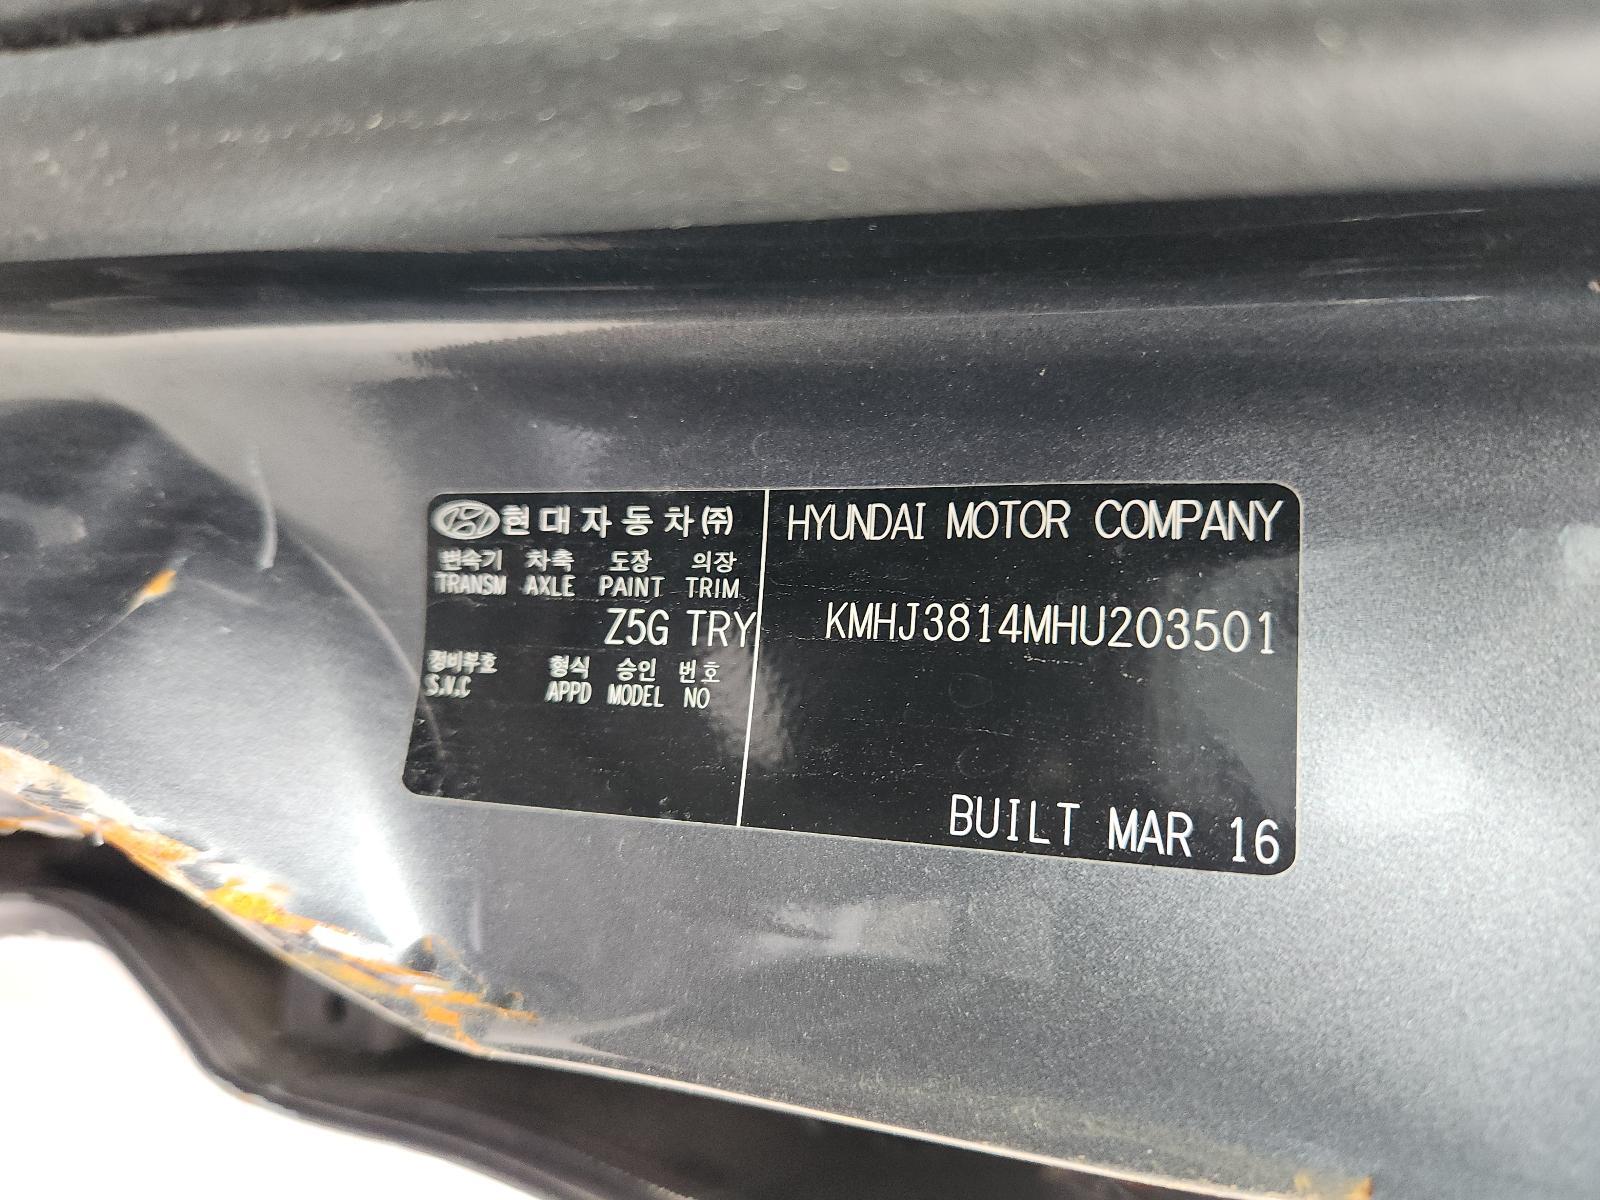 현대자동차(주)
변속기 차축 도장 의장
TRANSM AXLE PAINT TRIM
Z5G TRY
정비부호 형식 승인 번호
S.V.C APPD MODEL NO
HYUNDAI MOTOR COMPANY
KMHJ3814MHU203501
BUILT MAR 16